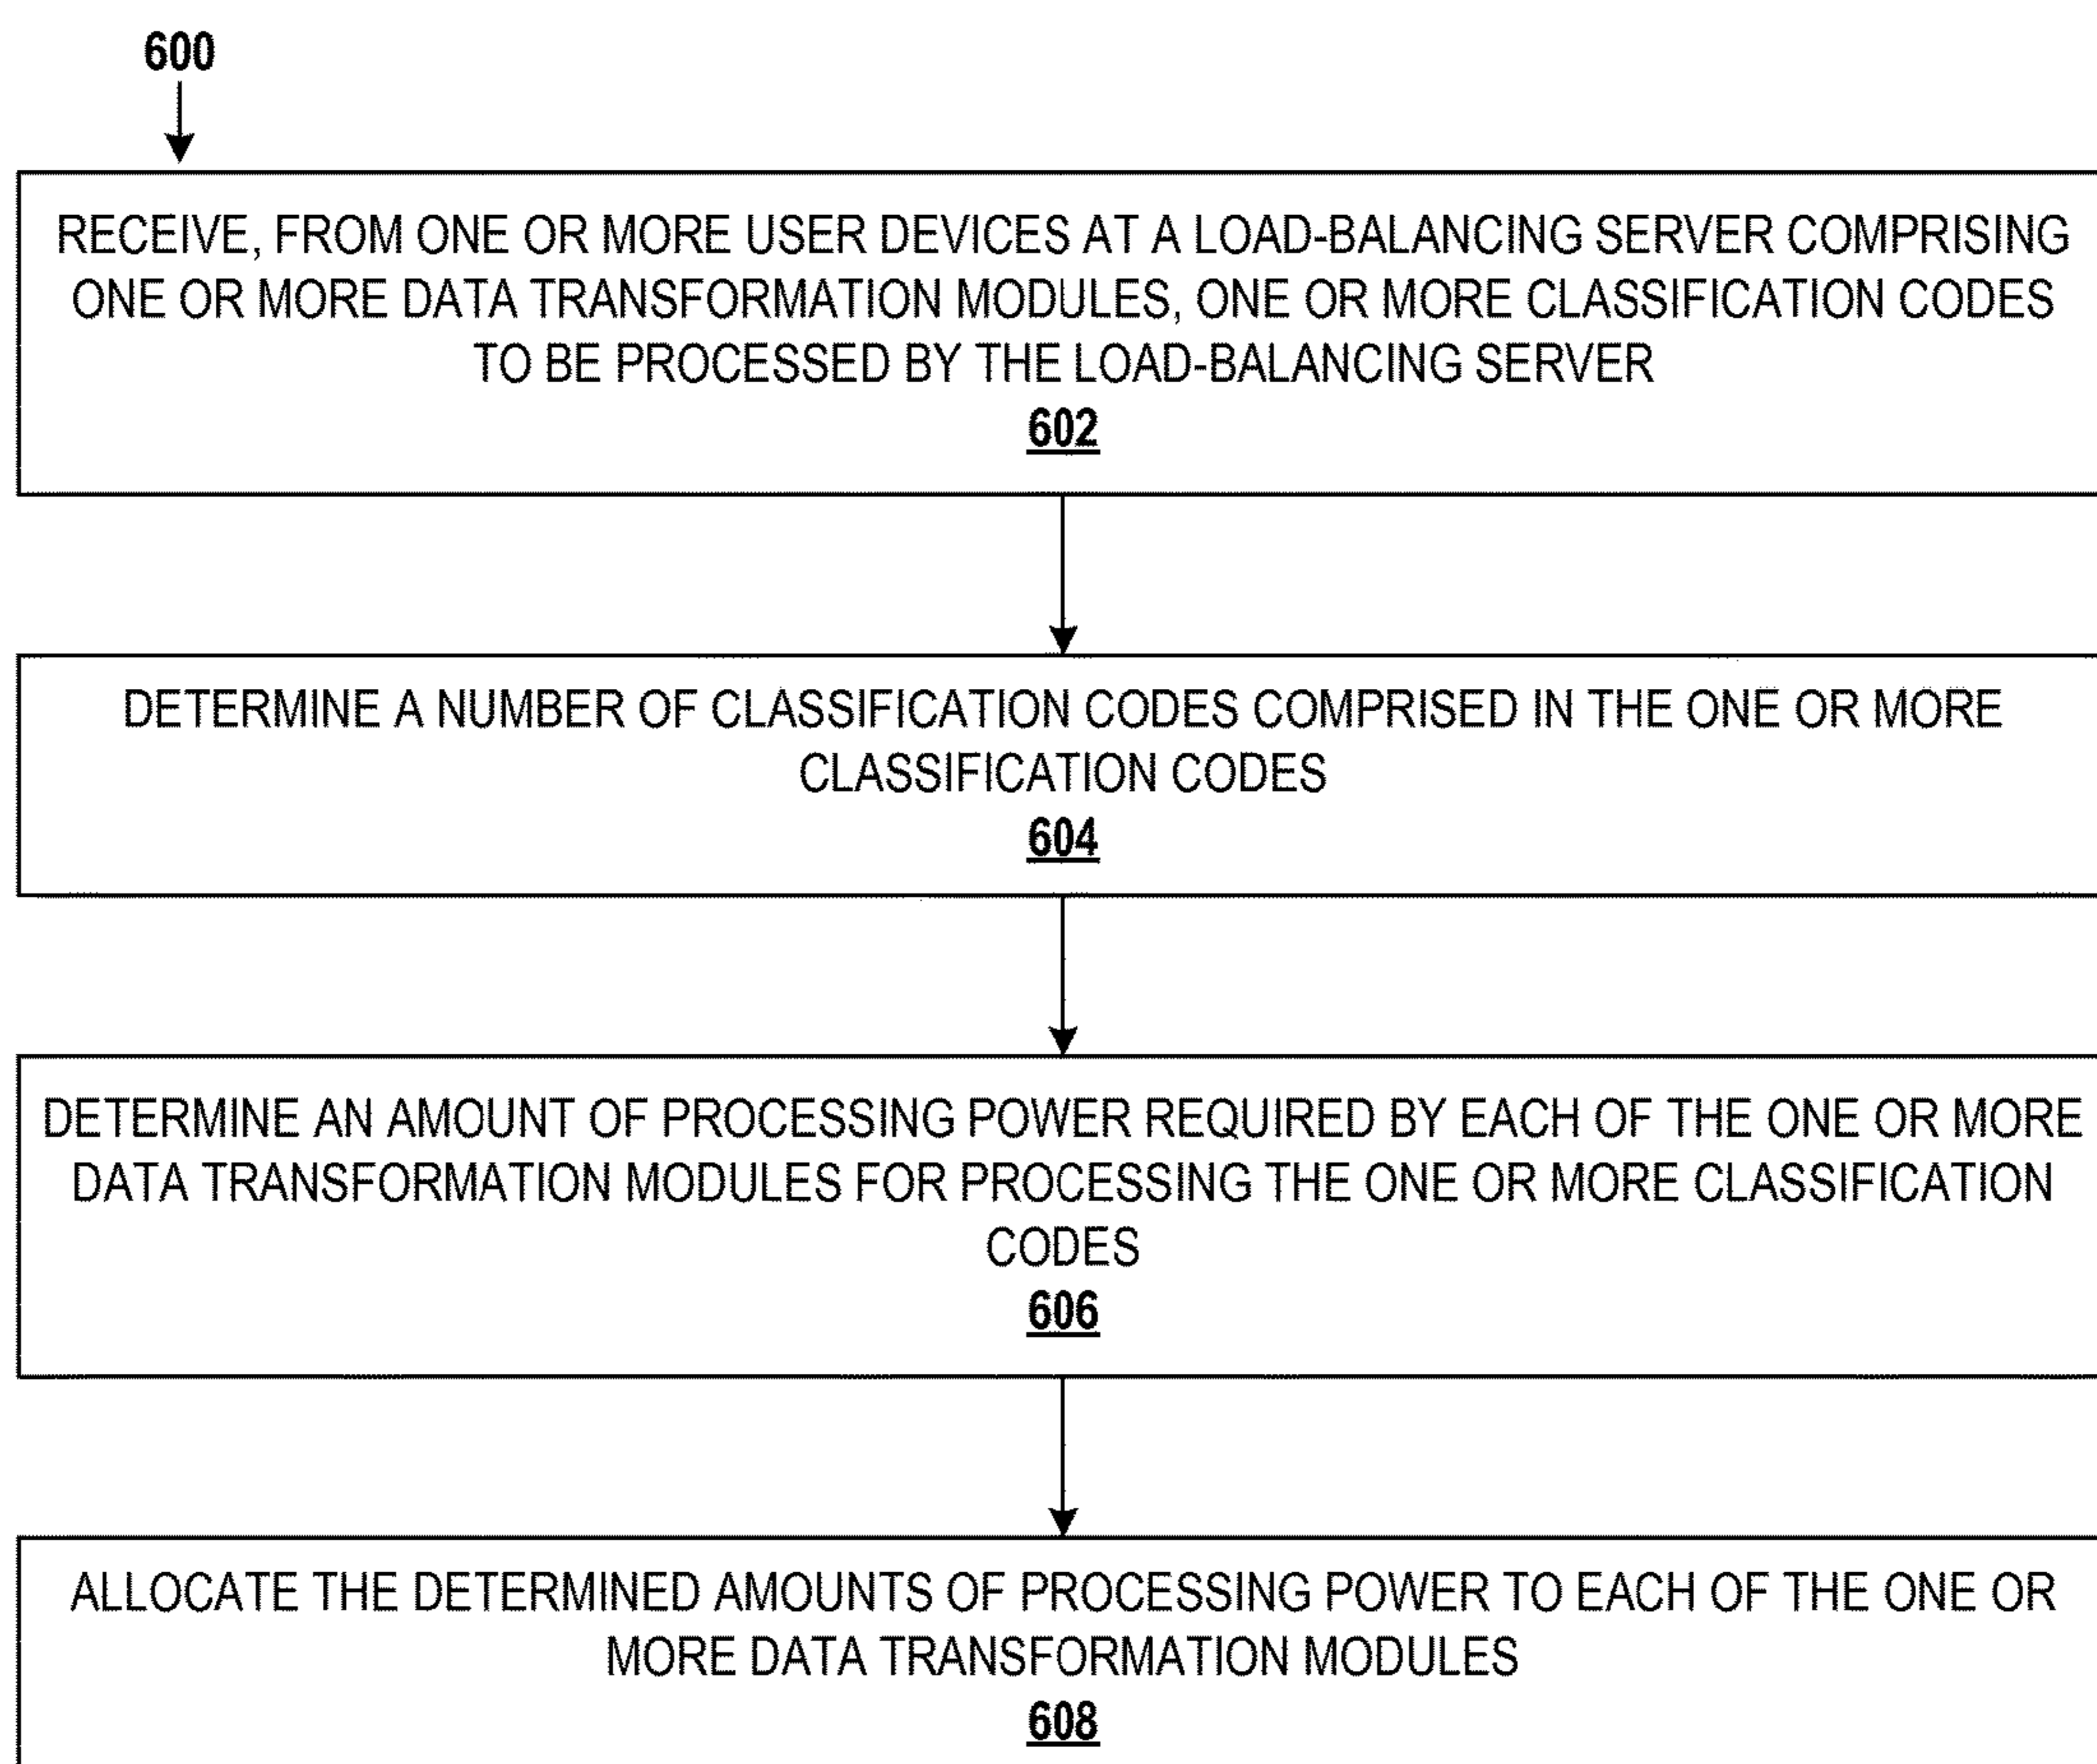 600
RECEIVE, FROM ONE OR MORE USER DEVICES AT A LOAD-BALANCING SERVER COMPRISING
ONE OR MORE DATA TRANSFORMATION MODULES, ONE OR MORE CLASSIFICATION CODES
TO BE PROCESSED BY THE LOAD-BALANCING SERVER
602
DETERMINE A NUMBER OF CLASSIFICATION CODES COMPRISED IN THE ONE OR MORE
CLASSIFICATION CODES
604
DETERMINE AN AMOUNT OF PROCESSING POWER REQUIRED BY EACH OF THE ONE OR MORE
DATA TRANSFORMATION MODULES FOR PROCESSING THE ONE OR MORE CLASSIFICATION
CODES
606
ALLOCATE THE DETERMINED AMOUNTS OF PROCESSING POWER TO EACH OF THE ONE OR
MORE DATA TRANSFORMATION MODULES
608